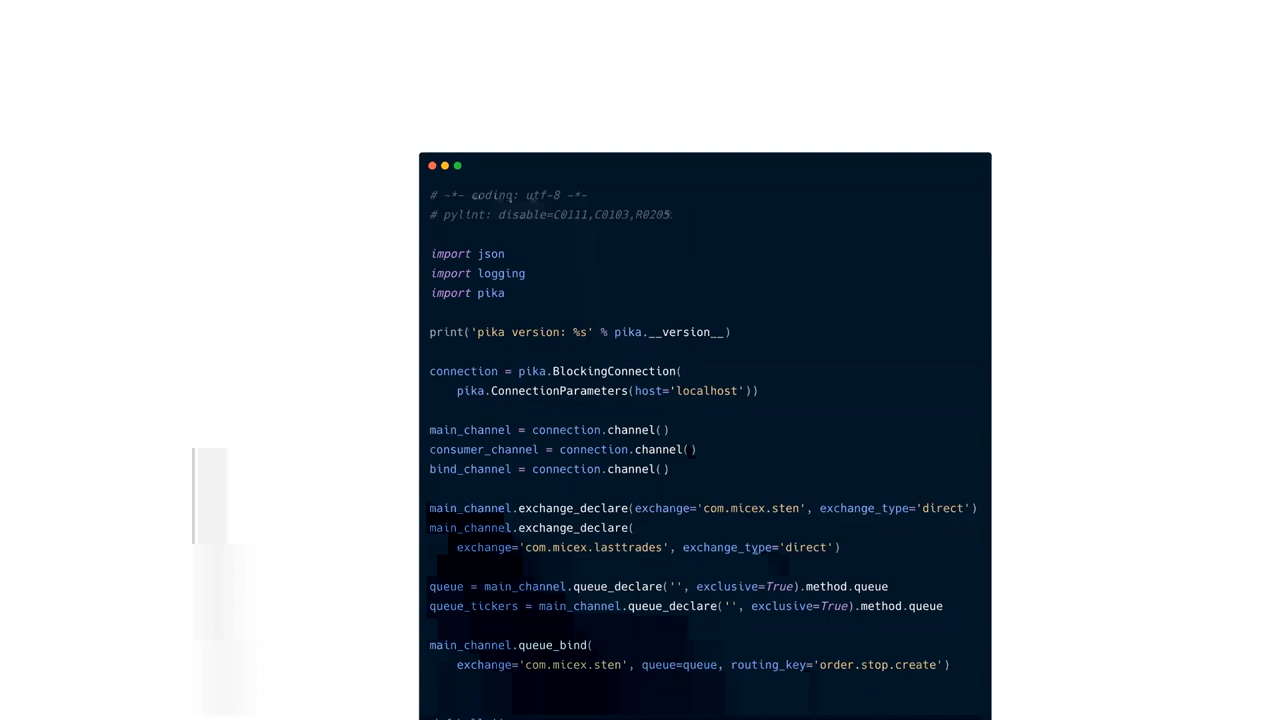 # -*- coding: utf-8 -*-
# pylint: disable=C0111,C0103,R0205
import json
import logging
import pika
print('pika version: %s' % pika.__version__)
connection = pika.BlockingConnection(
pika.ConnectionParameters(host='localhost'))
main_channel = connection.channel()
consumer_channel = connection.channel()
bind_channel = connection.channel()
main_channel.exchange_declare(exchange='com.micex.sten', exchange_type='direct')
main_channel.exchange_declare(
exchange='com.micex.lasttrades', exchange_type='direct')
queue = main_channel.queue_declare('', exclusive=True).method.queue
queue_tickers = main_channel.queue_declare('', exclusive=True).method.queue
main_channel.queue_bind(
exchange='com.micex.sten', queue=queue, routing_key='order.stop.create')